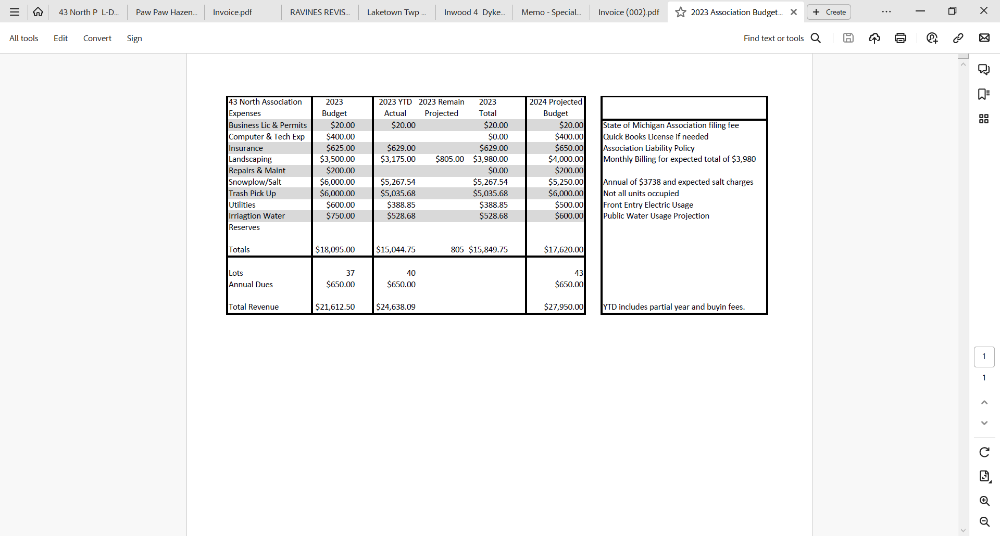 43 North P L-D...
Paw Paw Hazen...
Invoice.pdf
RAVINES REVIS...
Laketown Twp ...
Inwood 4 Dyke...
Memo - Special...
Invoice (002).pdf
2023 Association Budget...
+ Create
All tools
Edit
Convert
Sign
Find text or tools
43 North Association 2023 2023 YTD 2023 Remain 2023 2024 Projected
Expenses Budget Actual Projected Total Budget
Business Lic & Permits $20.00 $20.00 $20.00 $20.00 State of Michigan Association filing fee
Computer & Tech Exp $400.00 $0.00 $400.00 Quick Books License if needed
Insurance $625.00 $629.00 $629.00 $650.00 Association Liability Policy
Landscaping $3,500.00 $3,175.00 $805.00 $3,980.00 $4,000.00 Monthly Billing for expected total of $3,980
Repairs & Maint $200.00 $0.00 $200.00
Snowplow/Salt $6,000.00 $5,267.54 $5,267.54 $5,250.00 Annual of $3738 and expected salt charges
Trash Pick Up $6,000.00 $5,035.68 $5,035.68 $6,000.00 Not all units occupied
Utilities $600.00 $388.85 $388.85 $500.00 Front Entry Electric Usage
Irriagtion Water $750.00 $528.68 $528.68 $600.00 Public Water Usage Projection
Reserves
Totals $18,095.00 $15,044.75 805 $15,849.75 $17,620.00
Lots 37 40 43
Annual Dues $650.00 $650.00 $650.00
Total Revenue $21,612.50 $24,638.09 $27,950.00 YTD includes partial year and buyin fees.
1
1